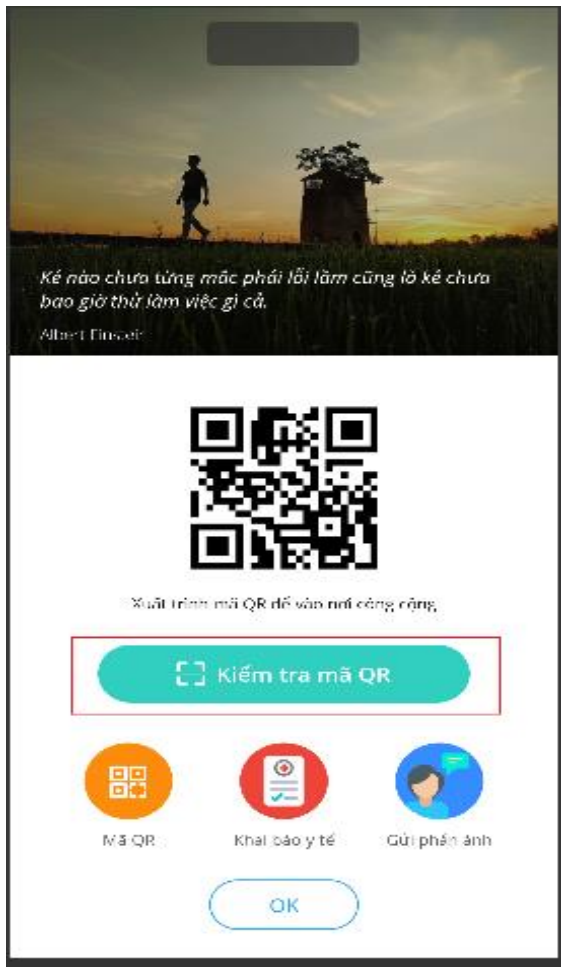 Kẻ nào chưa từng mắc phải lỗi lầm cũng là kẻ chưa
bao giờ thử làm việc gì cả.
Albert Einstein
Xuất trình mã QR để vào nơi công cộng
Kiểm tra mã QR
Mã QR
Khai báo y tế
Gửi phản ánh
OK